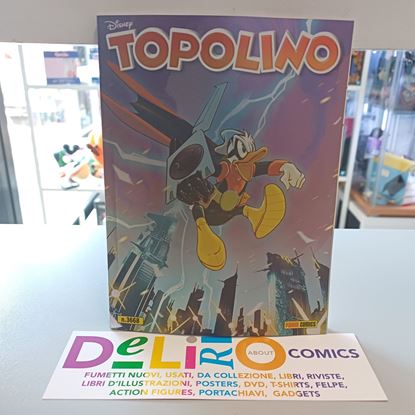 Disney
TOPOLINO
n.3668
PANINI COMICS
DELIRI
ABOUT
COMICS
FUMETTI NUOVI, USATI, DA COLLEZIONE, LIBRI, RIVISTE,
LIBRI D'ILLUSTRAZIONI, POSTERS, DVD, T-SHIRTS, FELPE,
ACTION FIGURES, PORTACHIAVI, GADGETS